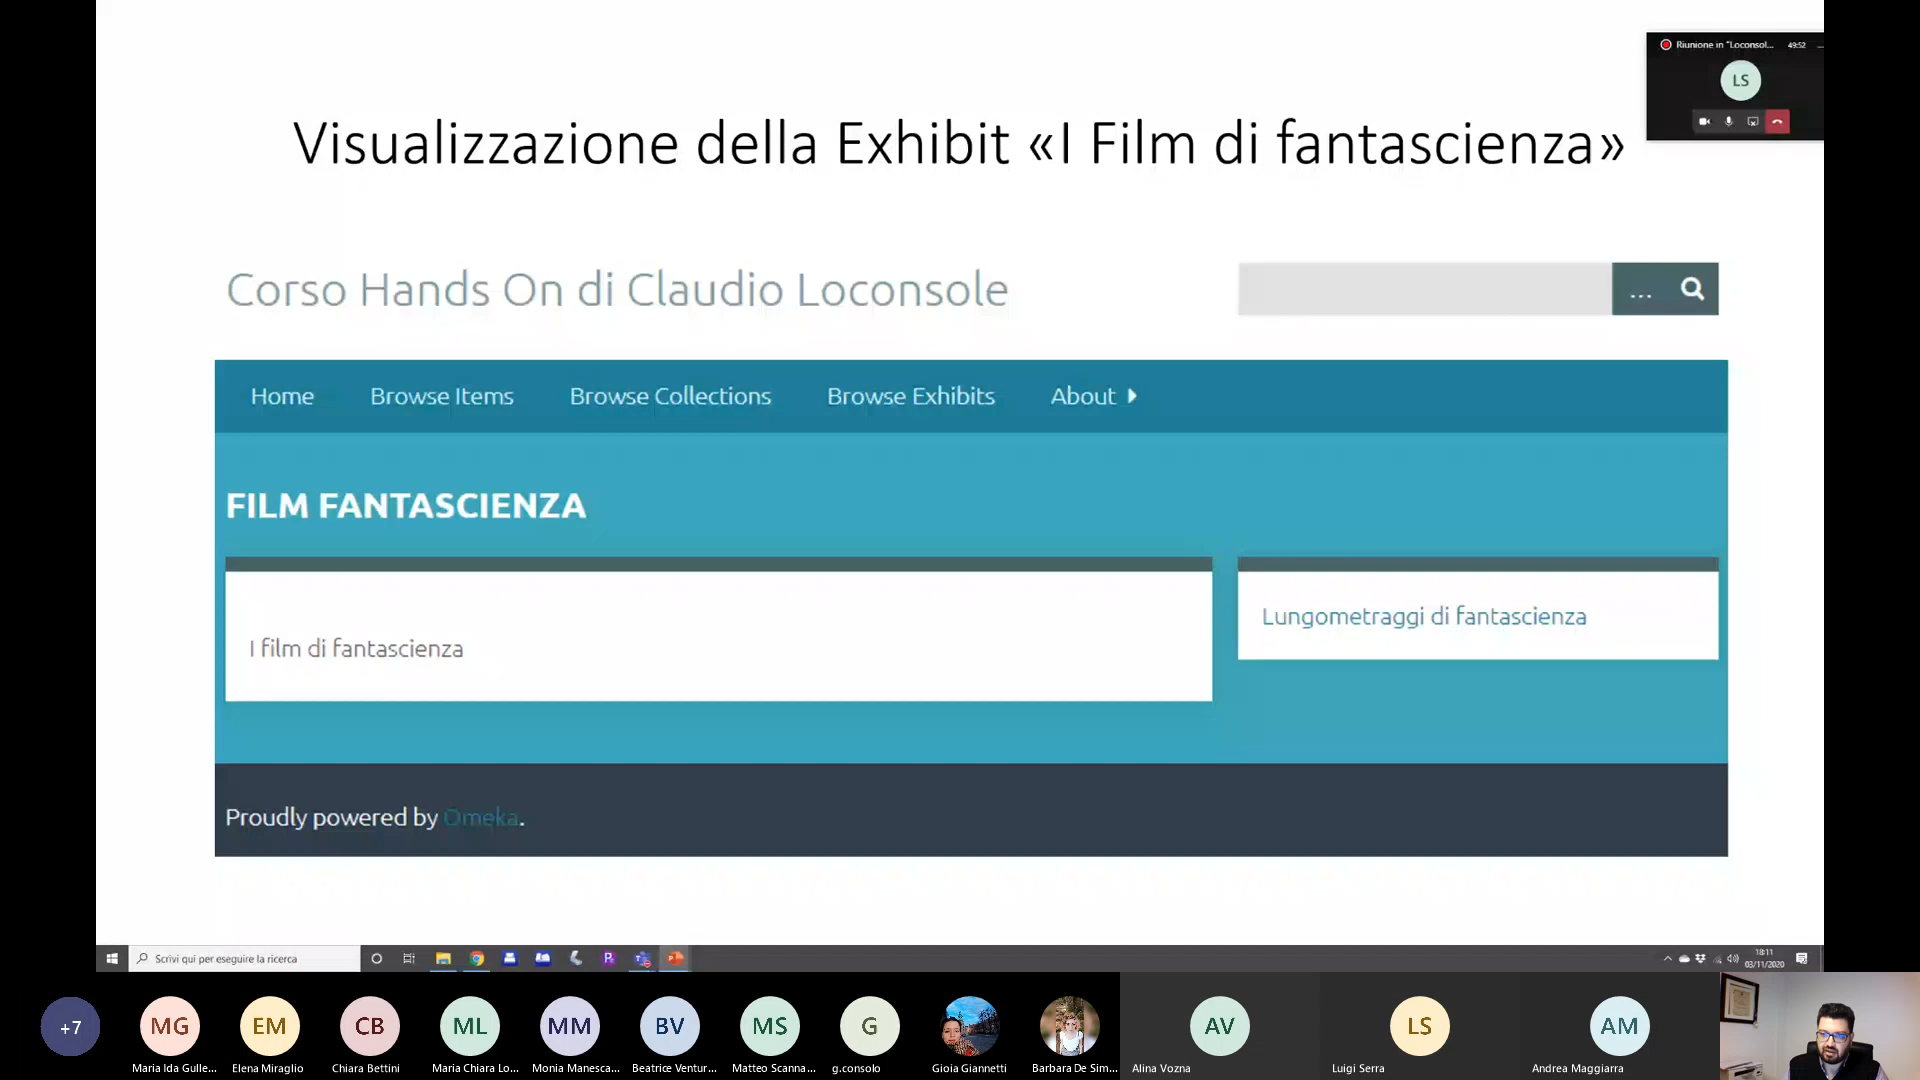 Riunione in "Loconsol... 49:52 ...
LS
Visualizzazione della Exhibit «I Film di fantascienza»
Corso Hands On di Claudio Loconsole
...
Home Browse Items Browse Collections Browse Exhibits About
FILM FANTASCIENZA
I film di fantascienza
Lungometraggi di fantascienza
Proudly powered by Omeka.
Scrivi qui per eseguire la ricerca
18:11
03/11/2020
+7 MG EM CB ML MM BV MS G AV LS AM
Maria Ida Gulle... Elena Miraglio Chiara Bettini Maria Chiara Lo... Monia Manesca... Beatrice Ventur... Matteo Scanna... g.consolo Gioia Giannetti Barbara De Sim... Alina Vozna Luigi Serra Andrea Maggiarra